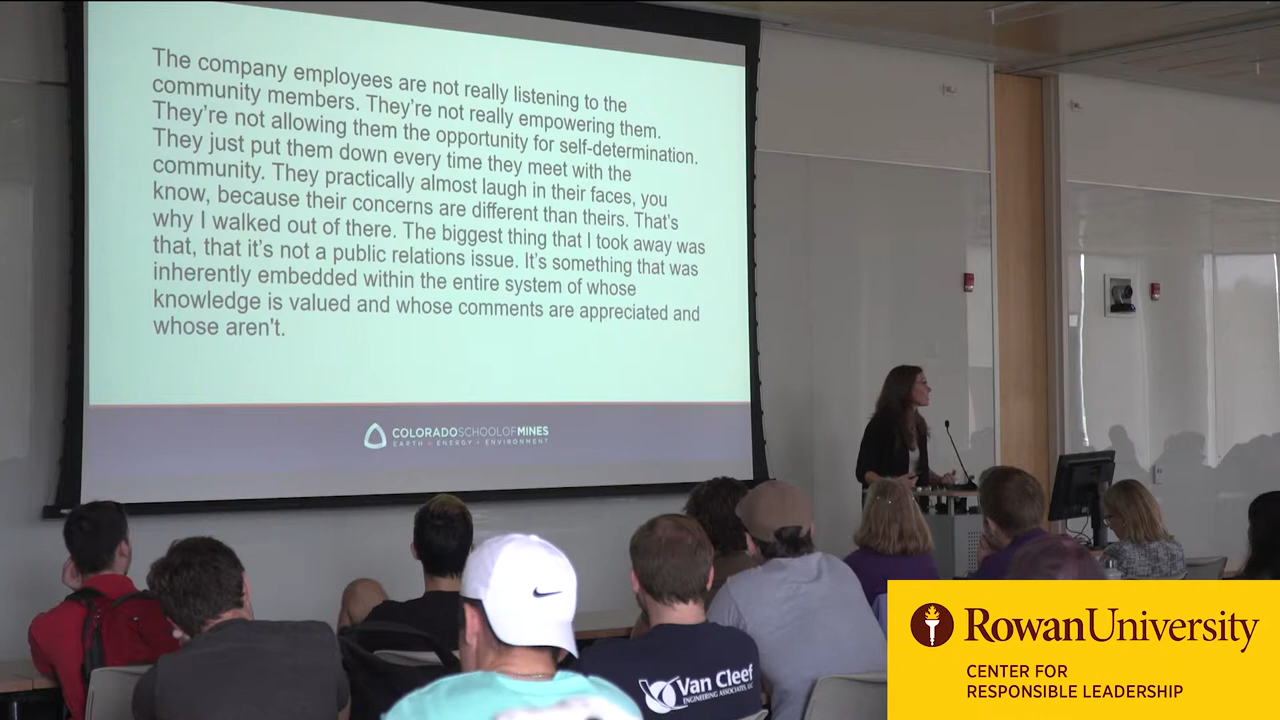 The company employees are not really listening to the
community members. They're not really empowering them.
They're not allowing them the opportunity for self-determination.
They just put them down every time they meet with the
community. They practically almost laugh in their faces, you
know, because their concerns are different than theirs. That's
why I walked out of there. The biggest thing that I took away was
that, that it's not a public relations issue. It's something that was
inherently embedded within the entire system of whose
knowledge is valued and whose comments are appreciated and
whose aren't.
COLORADOSCHOOLOFMINES
EARTH • ENERGY • ENVIRONMENT
Van Cleef
ENGINEERING ASSOCIATES, LLC
RowanUniversity
CENTER FOR
RESPONSIBLE LEADERSHIP